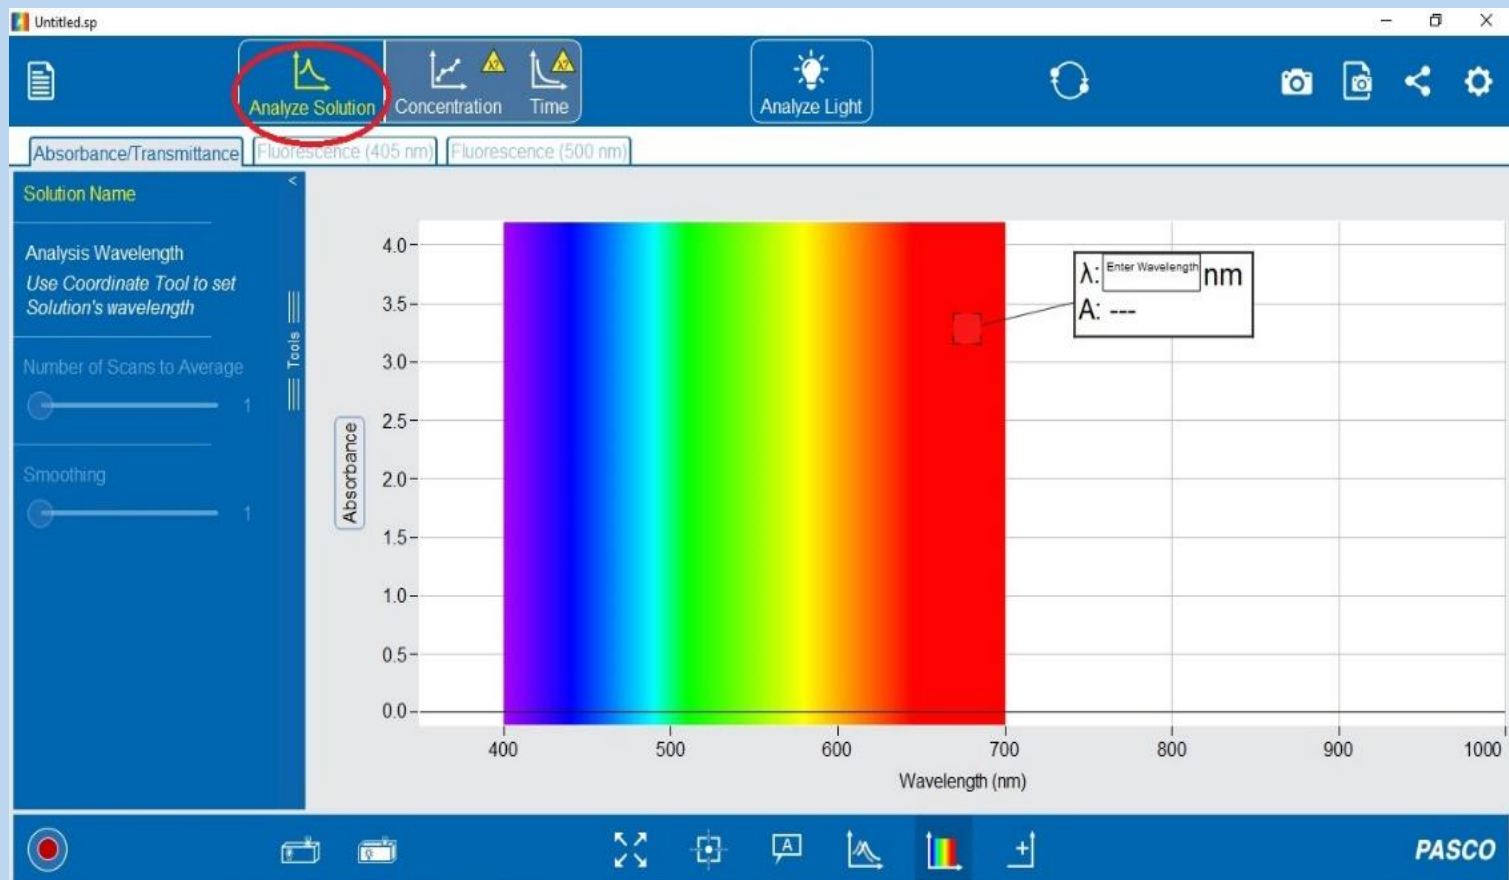 Untitled.sp
Analyze Solution
Concentration
λ?
Time
λ?
Analyze Light
Absorbance/Transmittance
Fluorescence (405 nm)
Fluorescence (500 nm)
Solution Name
<
Analysis Wavelength
Use Coordinate Tool to set
Solution's wavelength
Number of Scans to Average
1
Smoothing
1
Tools
Absorbance
4.0
3.5
3.0
2.5
2.0
1.5
1.0
0.5
0.0
λ: Enter Wavelength nm
A: ---
400 500 600 700 800 900 1000
Wavelength (nm)
A
PASCO